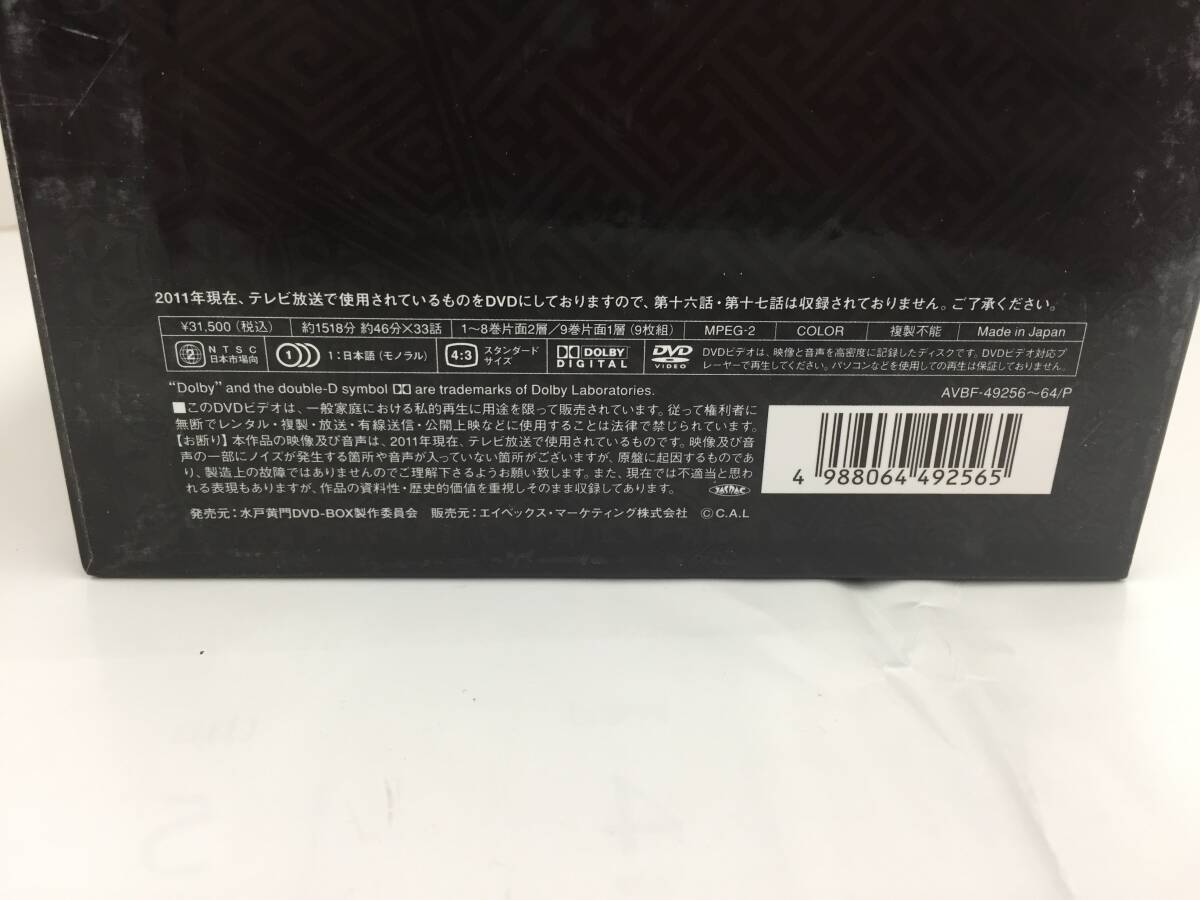 2011年現在、テレビ放送で使用されているものをDVDにしておりますので、第十六話・第十七話は収録されておりません。ご了承ください。
¥31,500（税込） 約1518分 約46分×33話 1～8巻片面2層／9巻片面1層（9枚組） MPEG-2 COLOR 複製不能 Made in Japan
2 NTSC 日本市場向 1 1：日本語（モノラル） 4:3 スタンダードサイズ DOLBY DIGITAL DVD VIDEO DVDビデオは、映像と音声を高密度に記録したディスクです。DVDビデオ対応プ
レーヤーで再生してください。パソコンなどを使用しての再生は保証しておりません。
“Dolby” and the double-D symbol are trademarks of Dolby Laboratories. AVBF-49256～64/P
■このDVDビデオは、一般家庭における私的再生に用途を限って販売されています。従って権利者に
無断でレンタル・複製・放送・有線送信・公開上映などに使用することは法律で禁じられています。
【お断り】本作品の映像及び音声は、2011年現在、テレビ放送で使用されているものです。映像及び音
声の一部にノイズが発生する箇所や音声が入っていない箇所がございますが、原盤に起因するものであ
り、製造上の故障ではありませんのでご理解下さるようお願い致します。また、現在では不適当と思わ
れる表現もありますが、作品の資料性・歴史的価値を重視しそのまま収録してあります。
4 988064 492565
発売元：水戸黄門DVD-BOX製作委員会 販売元：エイベックス・マーケティング株式会社 ©C.A.L